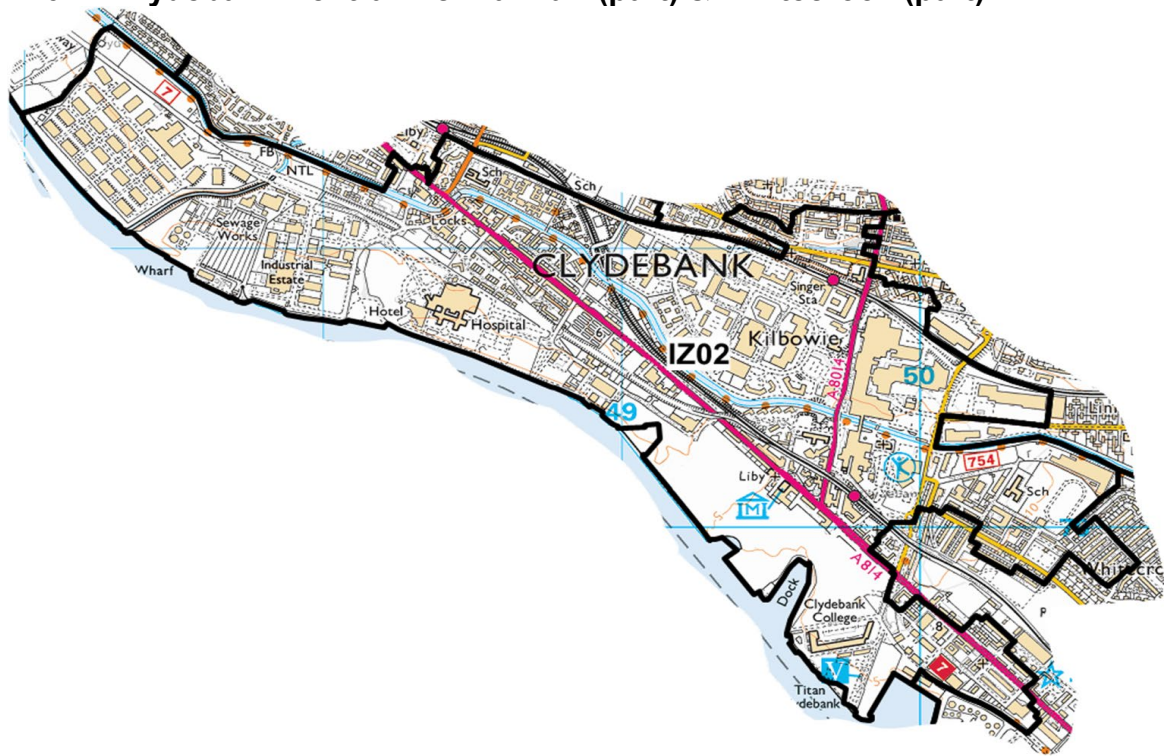 7
FB
NTL
Sewage
Works
Wharf
Industrial
Estate
Hotel
Hospital
Liby
Sch
Sch
Locks
CLYDEBANK
6
IZ02
Singer
Sta
Kilbowie
A8014
50
49
754
Sch
10
Liby
M
A814
Dock
Clydebank
College
V
Titan
8
7
P